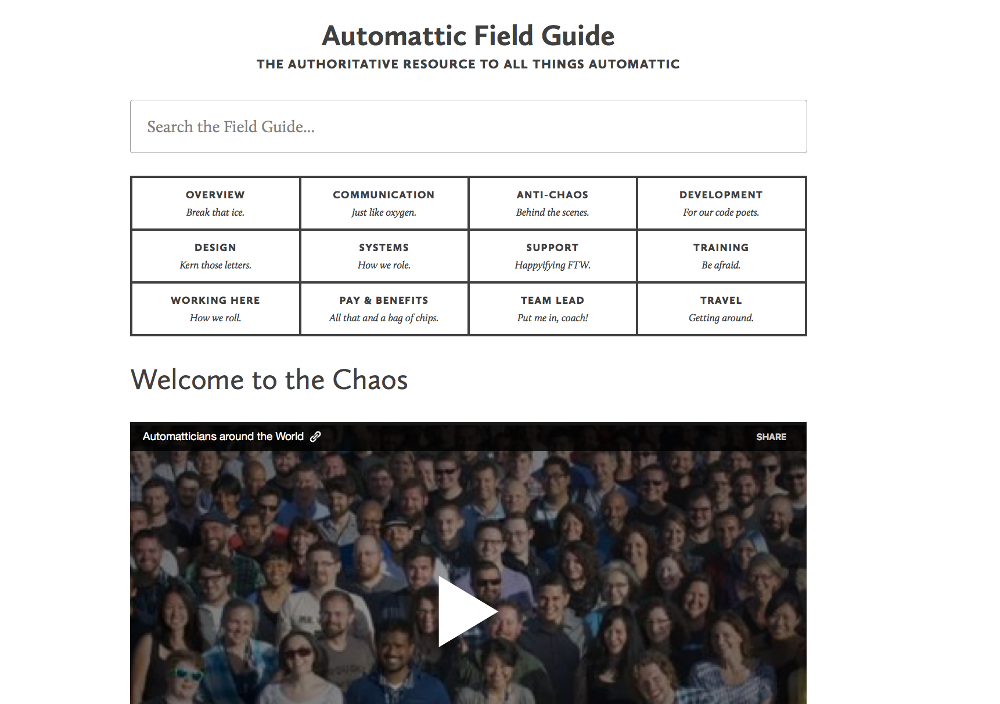 Automattic Field Guide
THE AUTHORITATIVE RESOURCE TO ALL THINGS AUTOMATTIC
Search the Field Guide...
OVERVIEW
Break that ice.
COMMUNICATION
Just like oxygen.
ANTI-CHAOS
Behind the scenes.
DEVELOPMENT
For our code poets.
DESIGN
Kern those letters.
SYSTEMS
How we role.
SUPPORT
Happyifying FTW.
TRAINING
Be afraid.
WORKING HERE
How we roll.
PAY & BENEFITS
All that and a bag of chips.
TEAM LEAD
Put me in, coach!
TRAVEL
Getting around.
Welcome to the Chaos
Automatticians around the World
SHARE